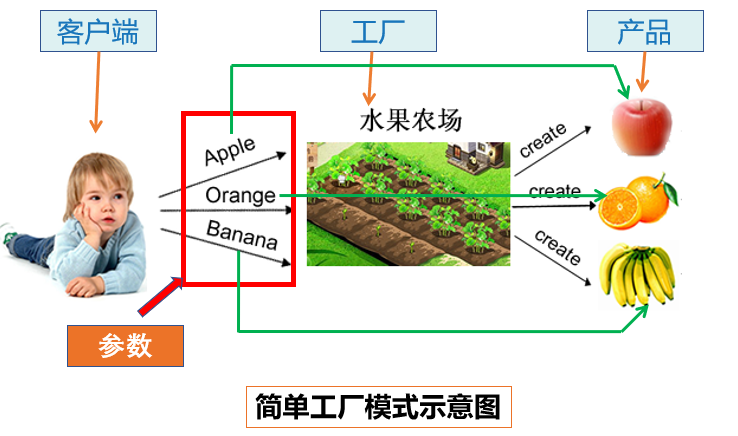 客户端
工厂
产品
水果农场
Apple
Orange
Banana
create
create
create
参数
简单工厂模式示意图